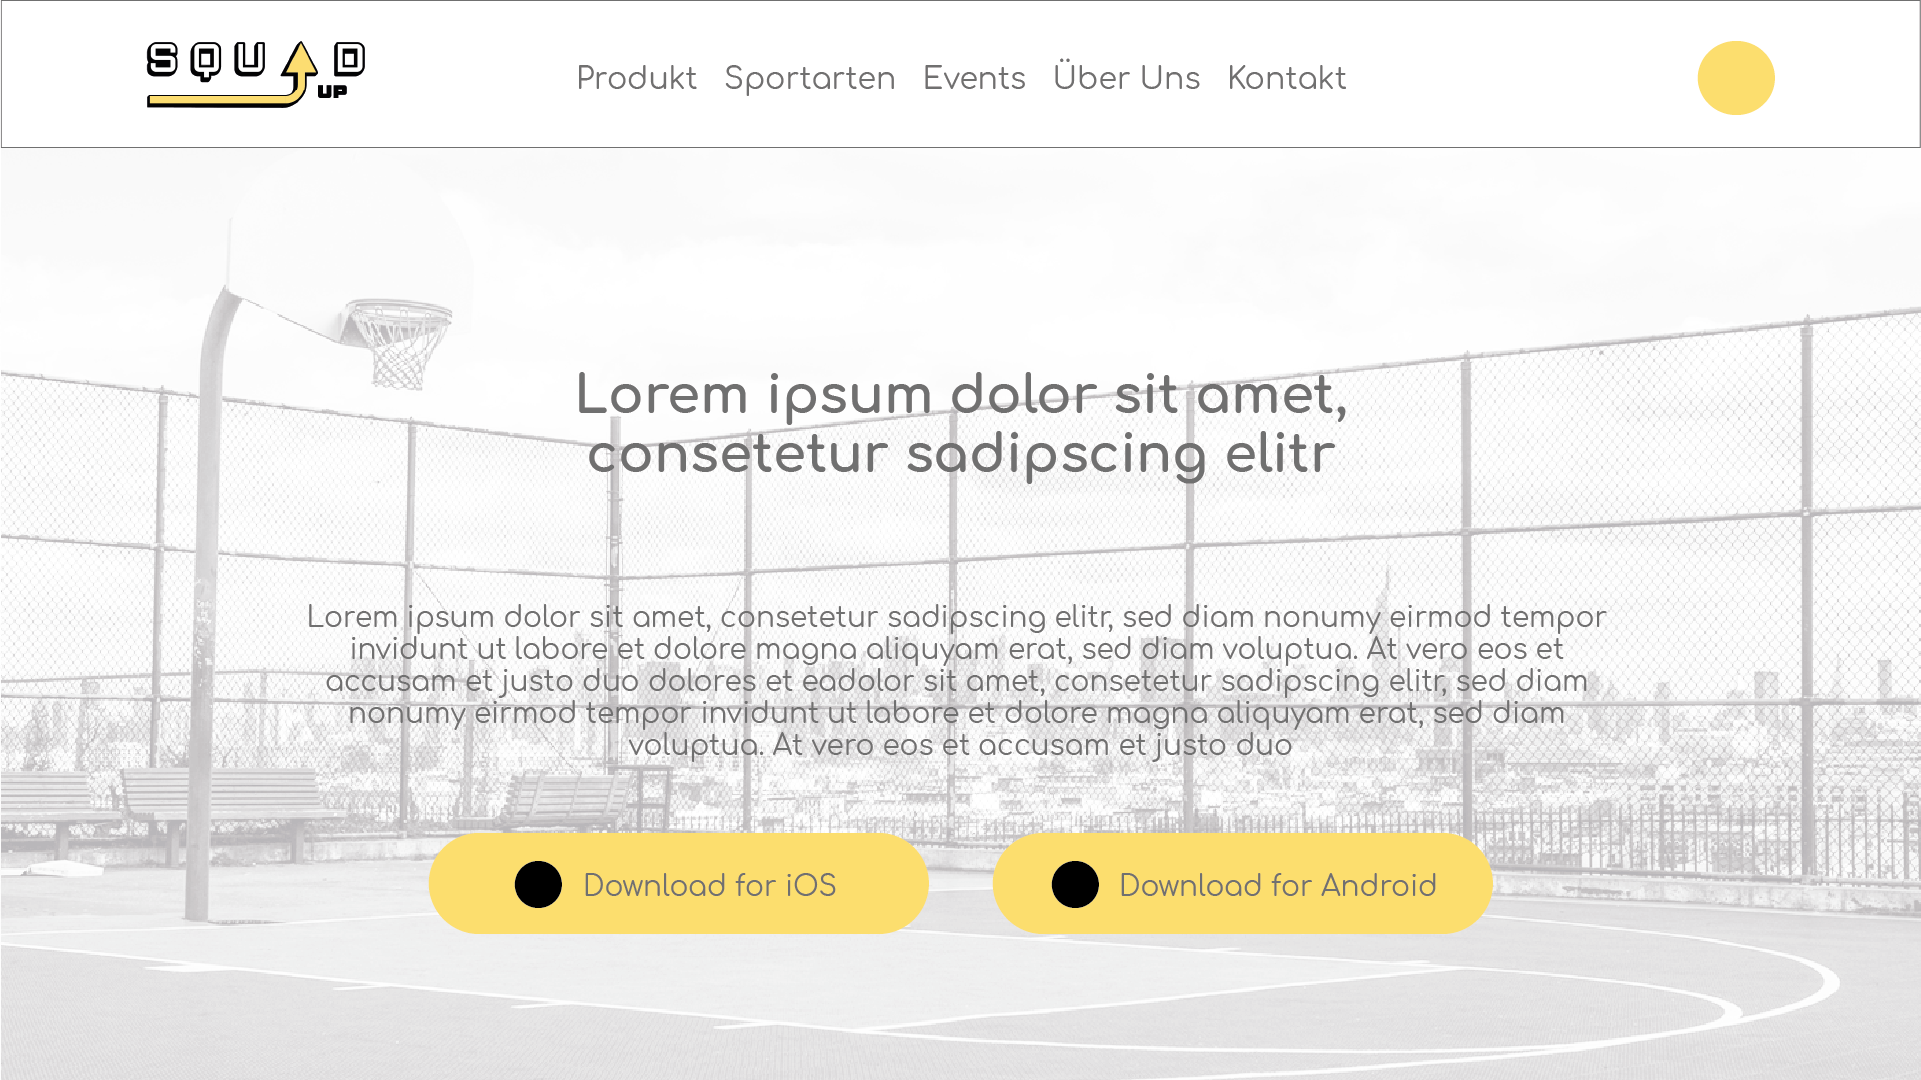 SQUAD
UP
Produkt Sportarten Events Über Uns Kontakt
Lorem ipsum dolor sit amet,
consetetur sadipscing elitr
Lorem ipsum dolor sit amet, consetetur sadipscing elitr, sed diam nonumy eirmod tempor
invidunt ut labore et dolore magna aliquyam erat, sed diam voluptua. At vero eos et
accusam et justo duo dolores et eadolor sit amet, consetetur sadipscing elitr, sed diam
nonumy eirmod tempor invidunt ut labore et dolore magna aliquyam erat, sed diam
voluptua. At vero eos et accusam et justo duo
Download for iOS
Download for Android